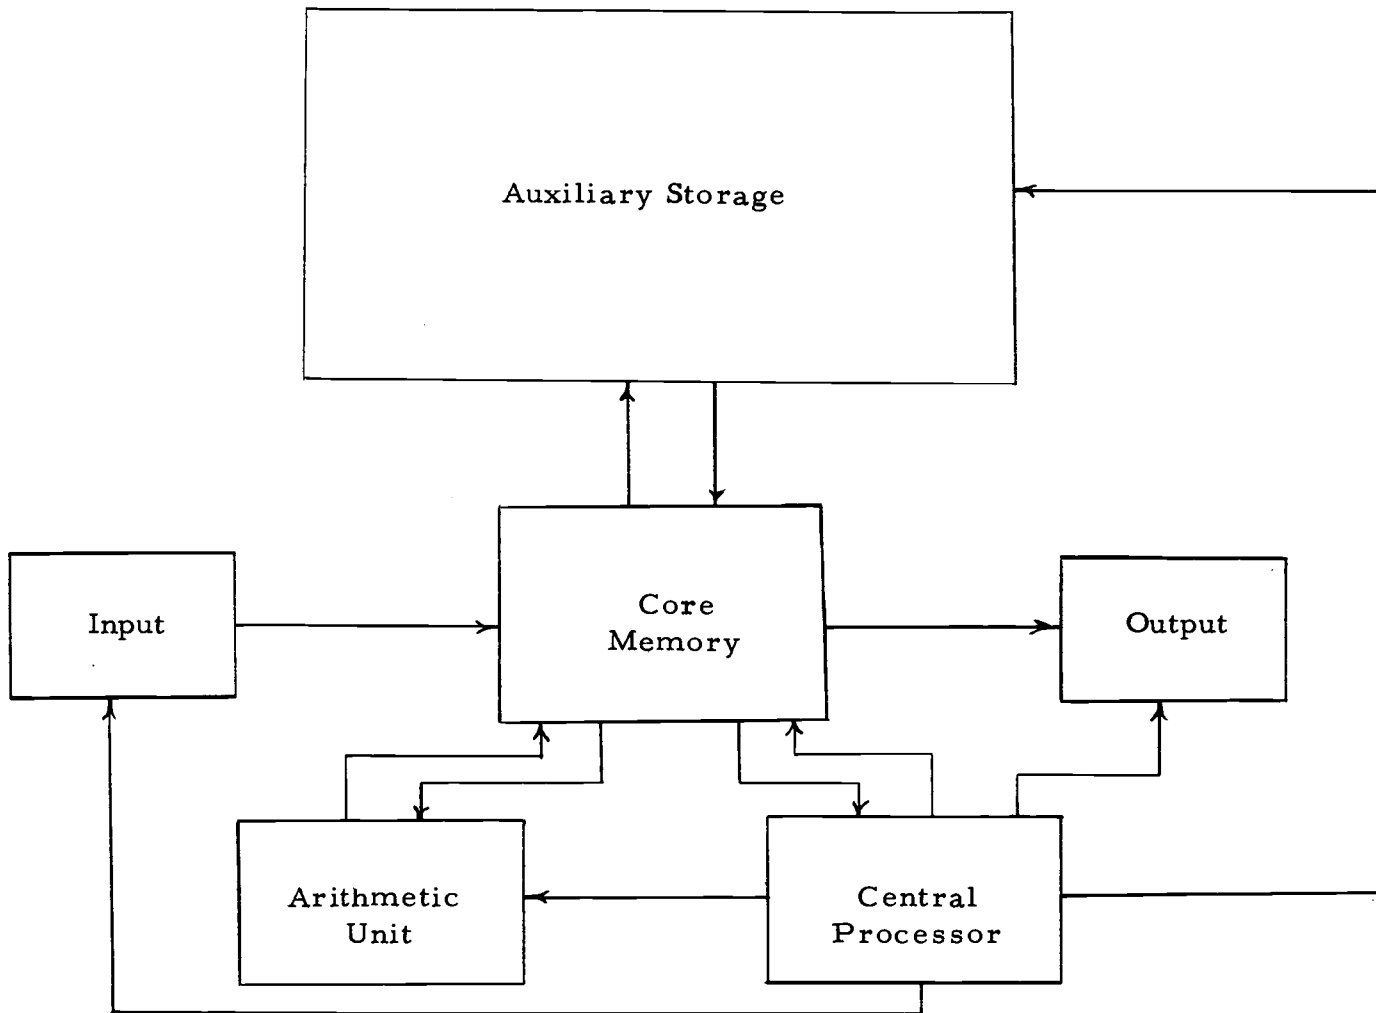 Auxiliary Storage
Input
Core
Memory
Output
Arithmetic
Unit
Central
Processor